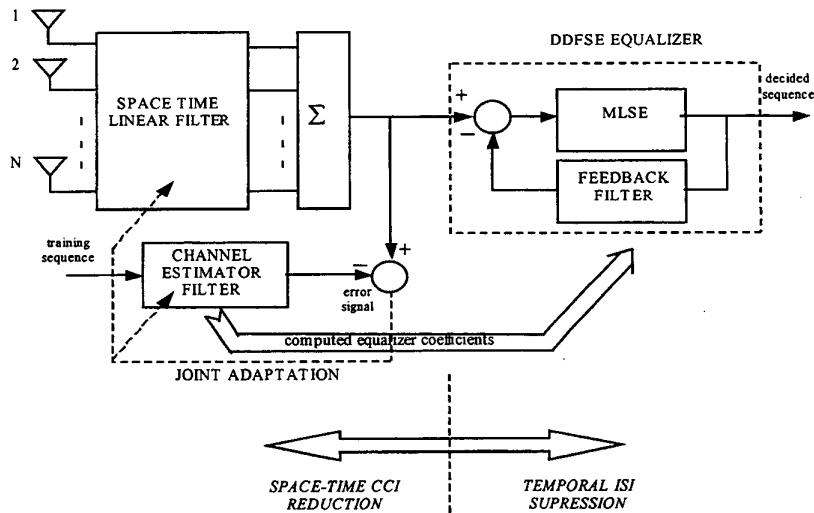 1
2
N
SPACE TIME
LINEAR FILTER
Σ
DDFSE EQUALIZER
decided
sequence
+
−
MLSE
FEEDBACK
FILTER
training
sequence
CHANNEL
ESTIMATOR
FILTER
−
+
error
signal
computed equalizer coefficients
JOINT ADAPTATION
SPACE-TIME CCI
REDUCTION
TEMPORAL ISI
SUPRESSION